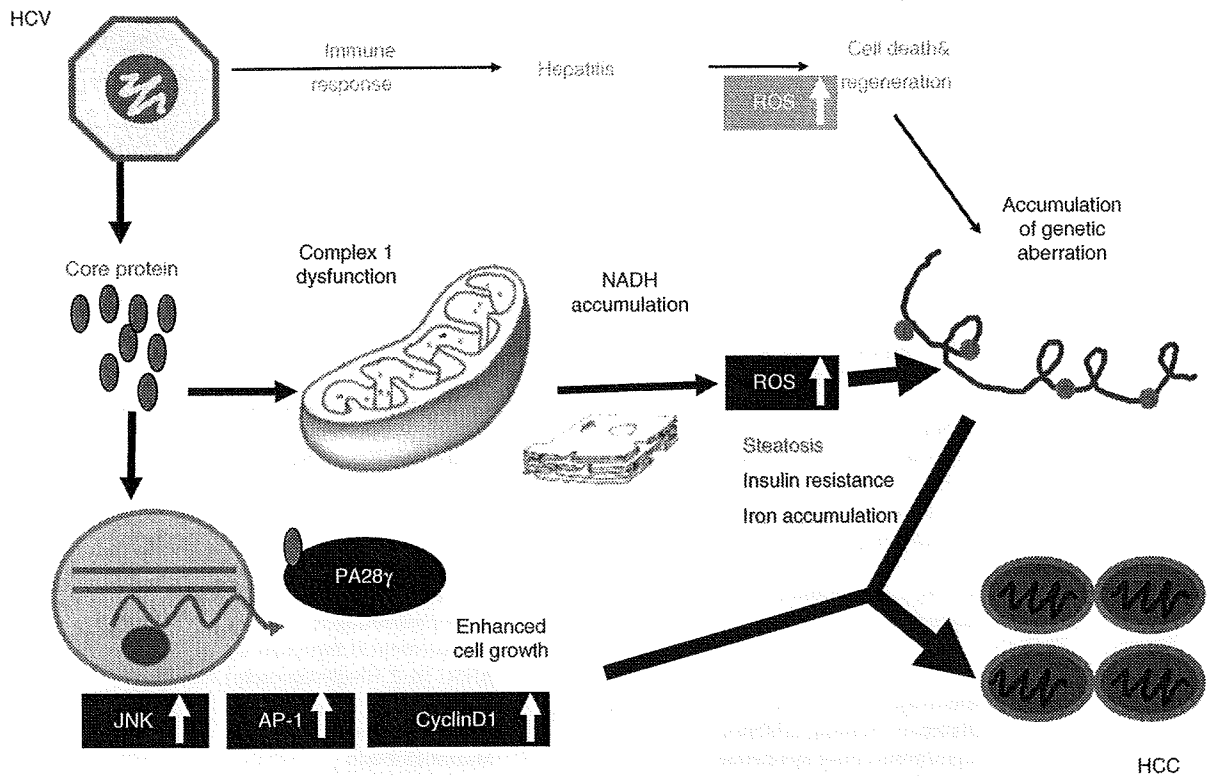 HCV
Immune
response
Hepatitis
Cell death&
regeneration
ROS
Accumulation
of genetic
aberration
Core protein
Complex 1
dysfunction
NADH
accumulation
ROS
Steatosis
Insulin resistance
Iron accumulation
PA28γ
Enhanced
cell growth
JNK
AP-1
CyclinD1
HCC